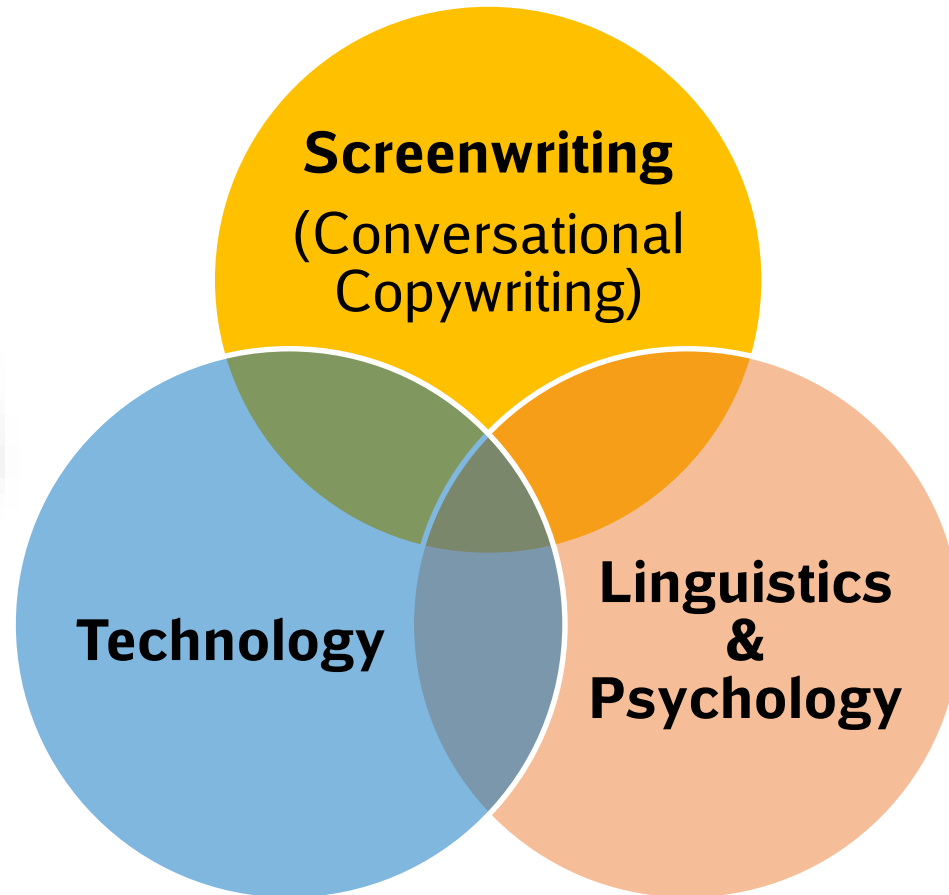 Screenwriting
(Conversational
Copywriting)
Technology
Linguistics
&
Psychology